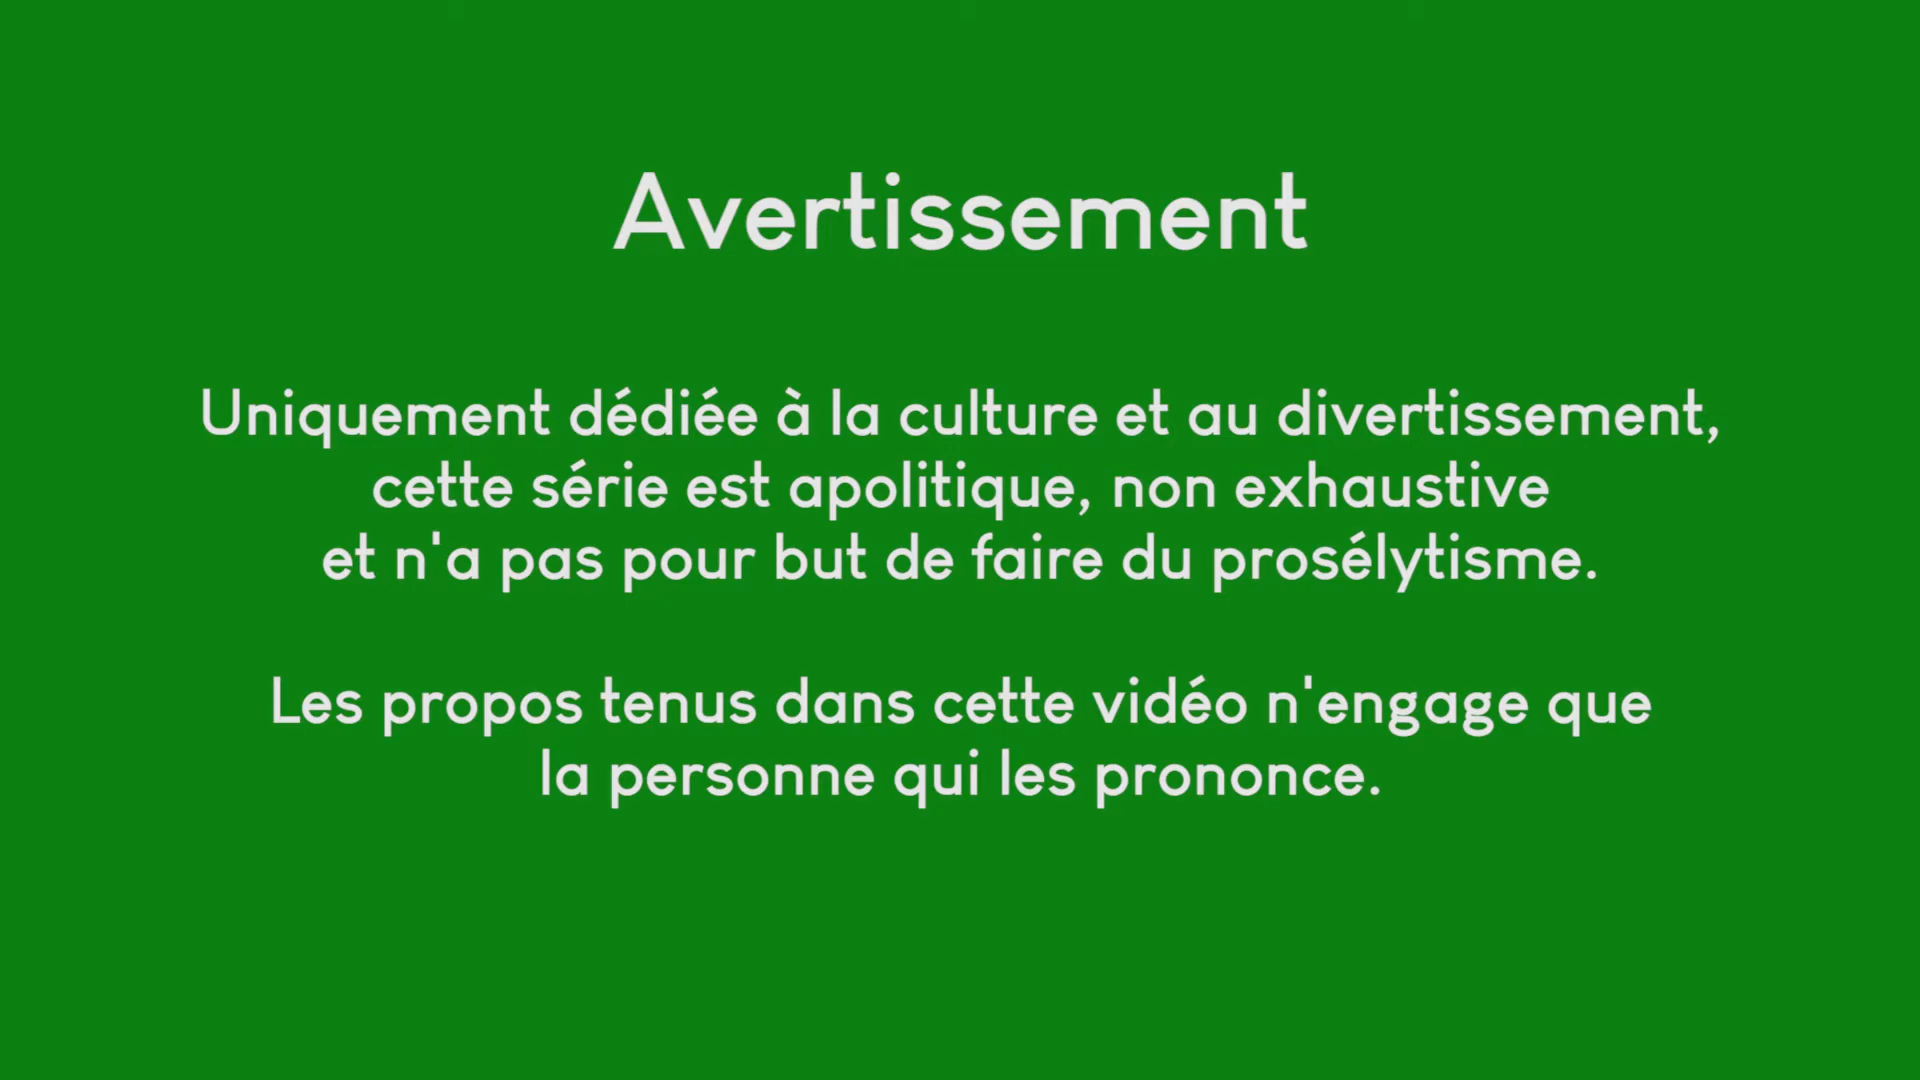 Avertissement
Uniquement dédiée à la culture et au divertissement,
cette série est apolitique, non exhaustive
et n'a pas pour but de faire du prosélytisme.
Les propos tenus dans cette vidéo n'engage que
la personne qui les prononce.